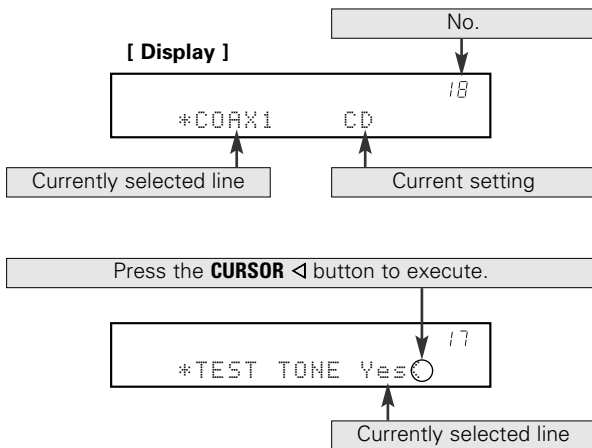 No.
[ Display ]
18
*COAX1 CD
Currently selected line
Current setting
Press the CURSOR ◁ button to execute.
17
*TEST TONE Yes
Currently selected line